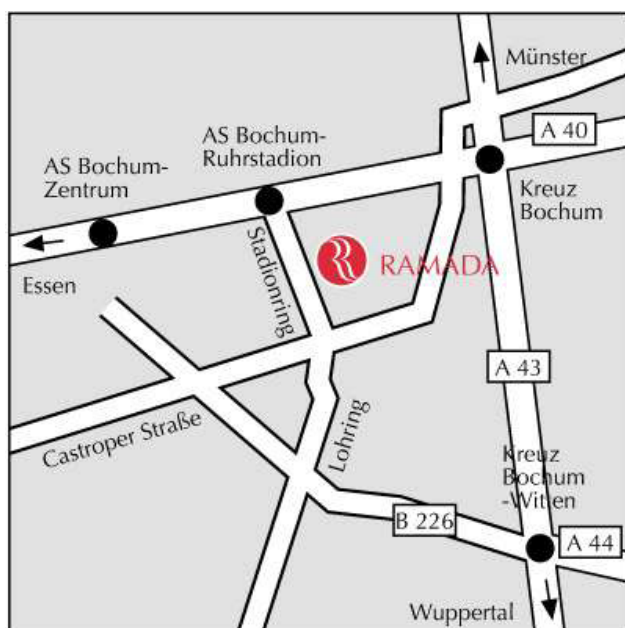 Münster
A 40
AS Bochum-
Ruhrstadion
AS Bochum-
Zentrum
Kreuz
Bochum
Essen
Stadionring
RAMADA
A 43
Castroper Straße
Lohring
Kreuz
Bochum
-Witten
B 226
A 44
Wuppertal